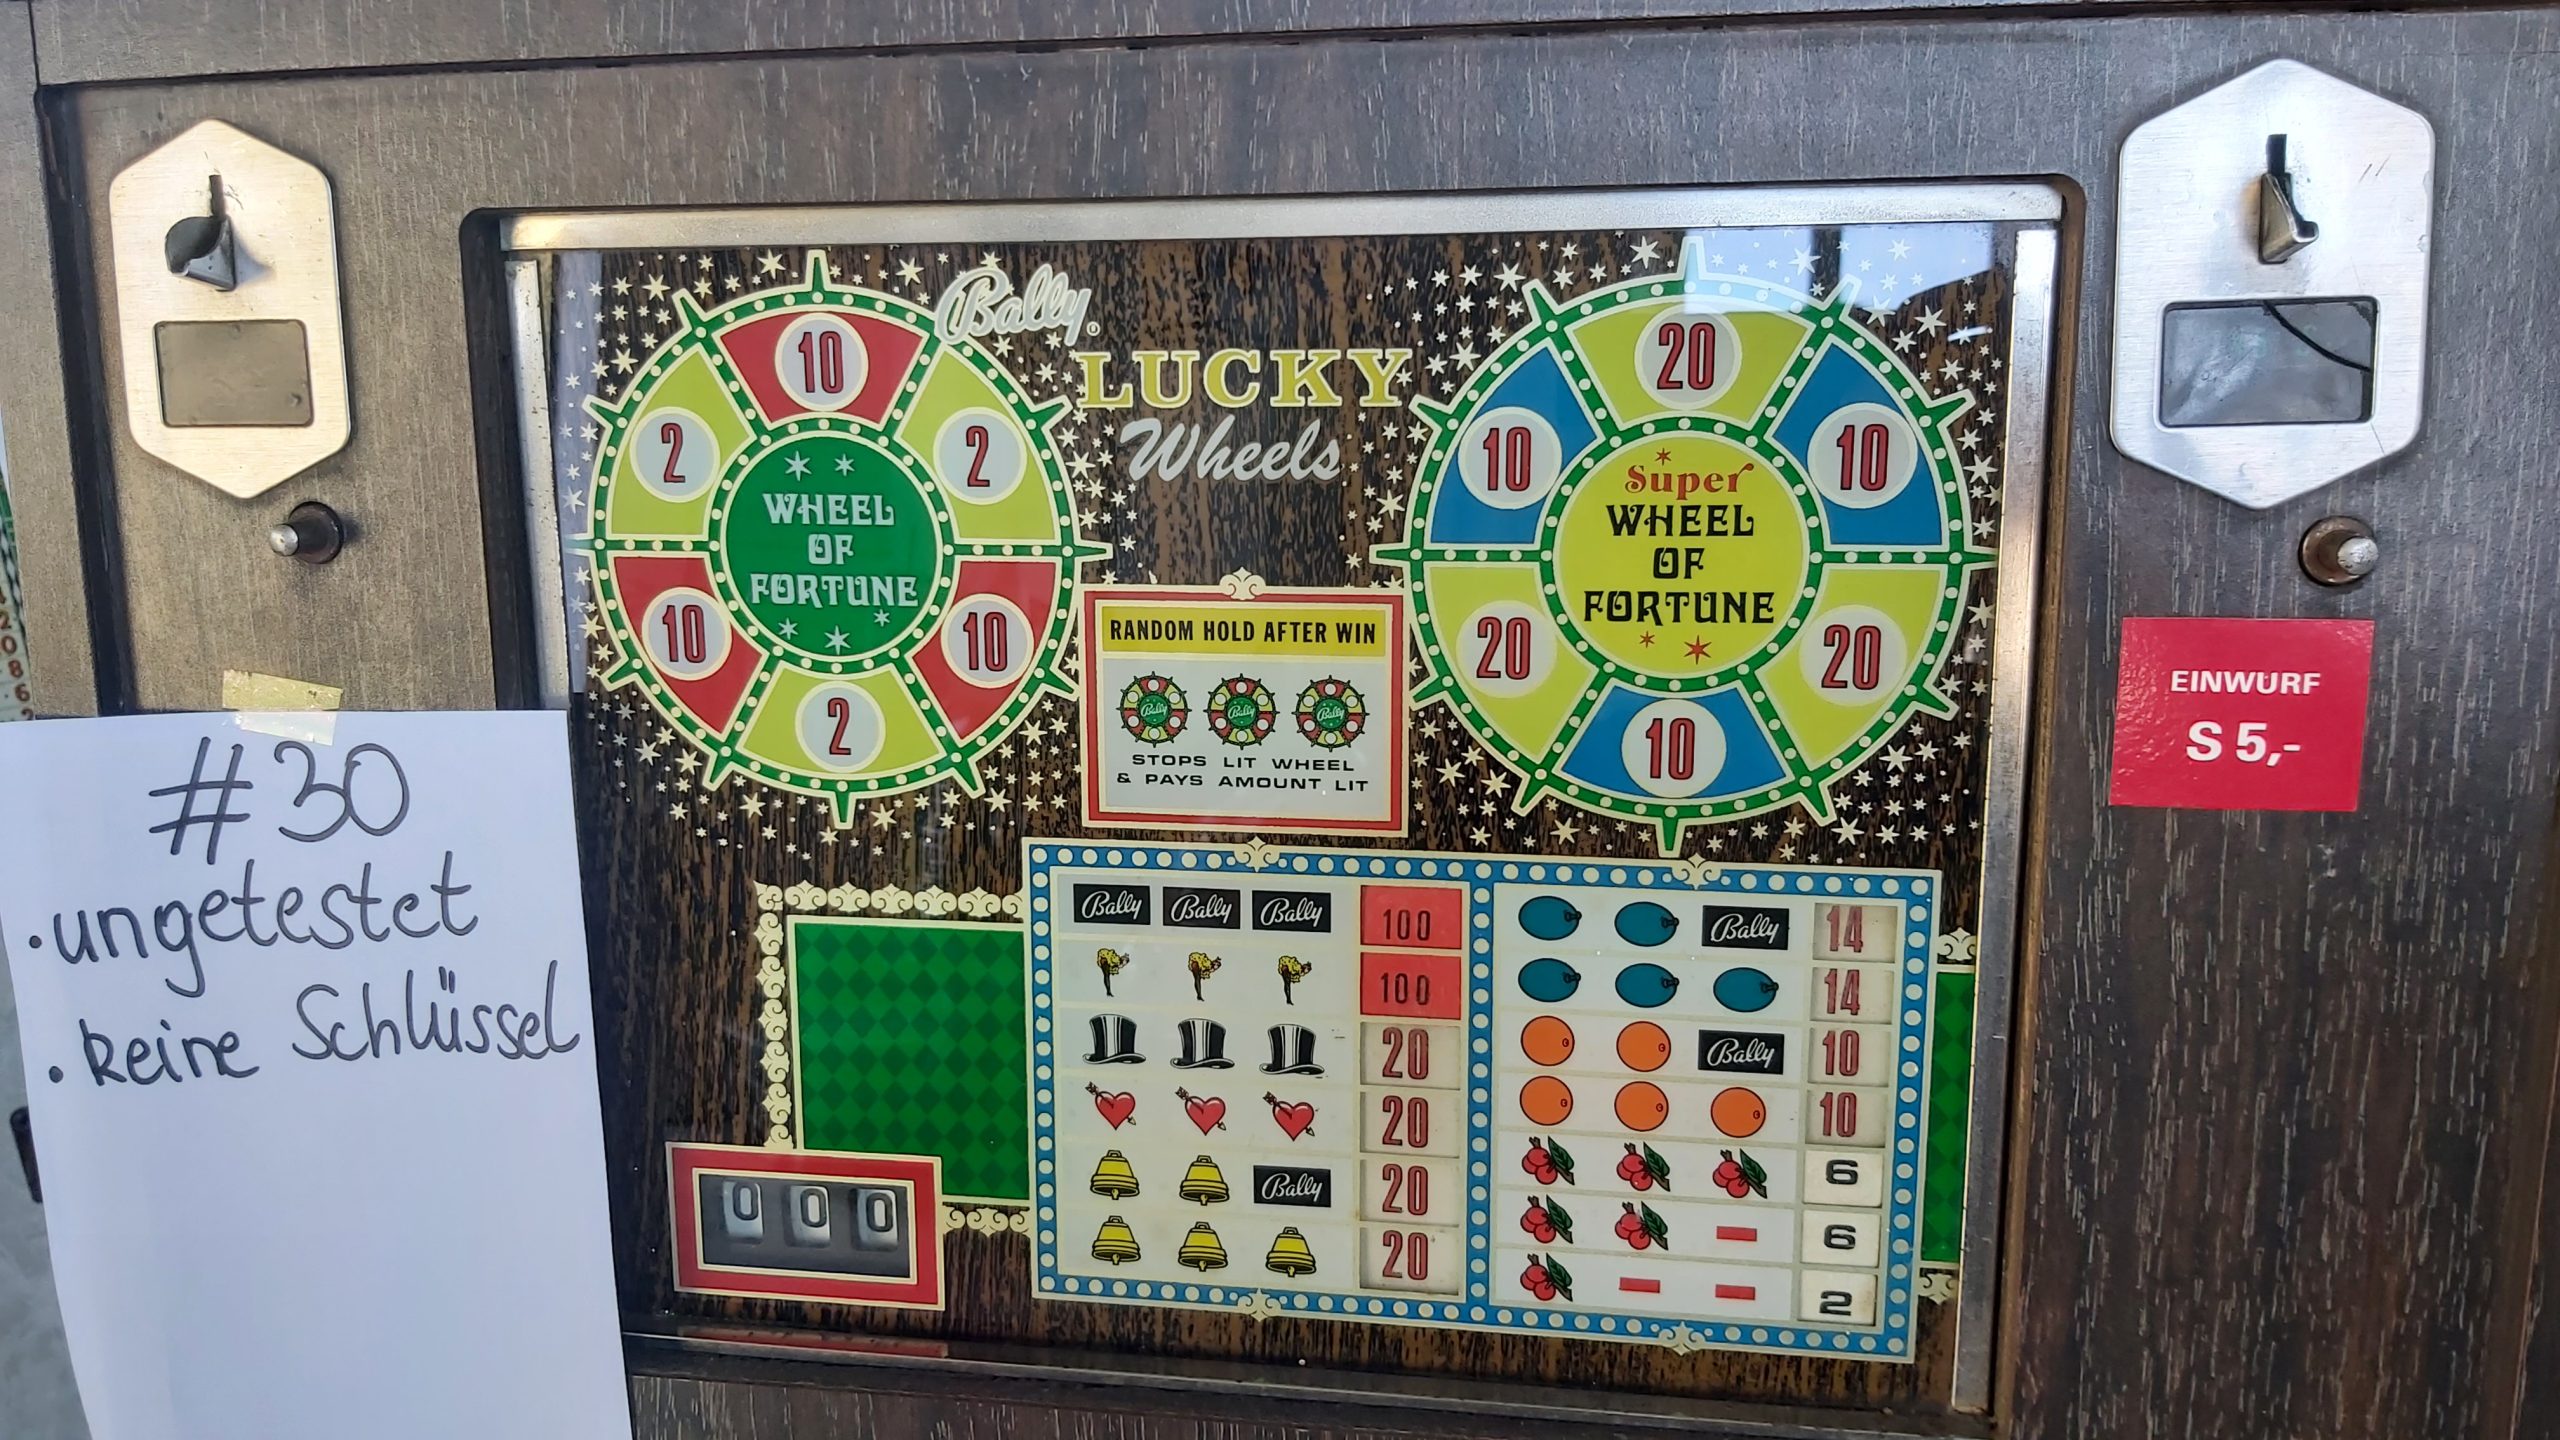 Bally®
LUCKY
Wheels
10
2
2
WHEEL
OF
FORTUNE
10
10
2
20
10
10
Super
WHEEL
OF
FORTUNE
20
20
10
RANDOM HOLD AFTER WIN
Bally Bally Bally
STOPS LIT WHEEL
& PAYS AMOUNT LIT
EINWURF
S 5,-
#30
• ungetestet
• keine Schlüssel
000
Bally Bally Bally 100
100
20
20
Bally 20
20
Bally 14
14
Bally 10
10
6
6
2